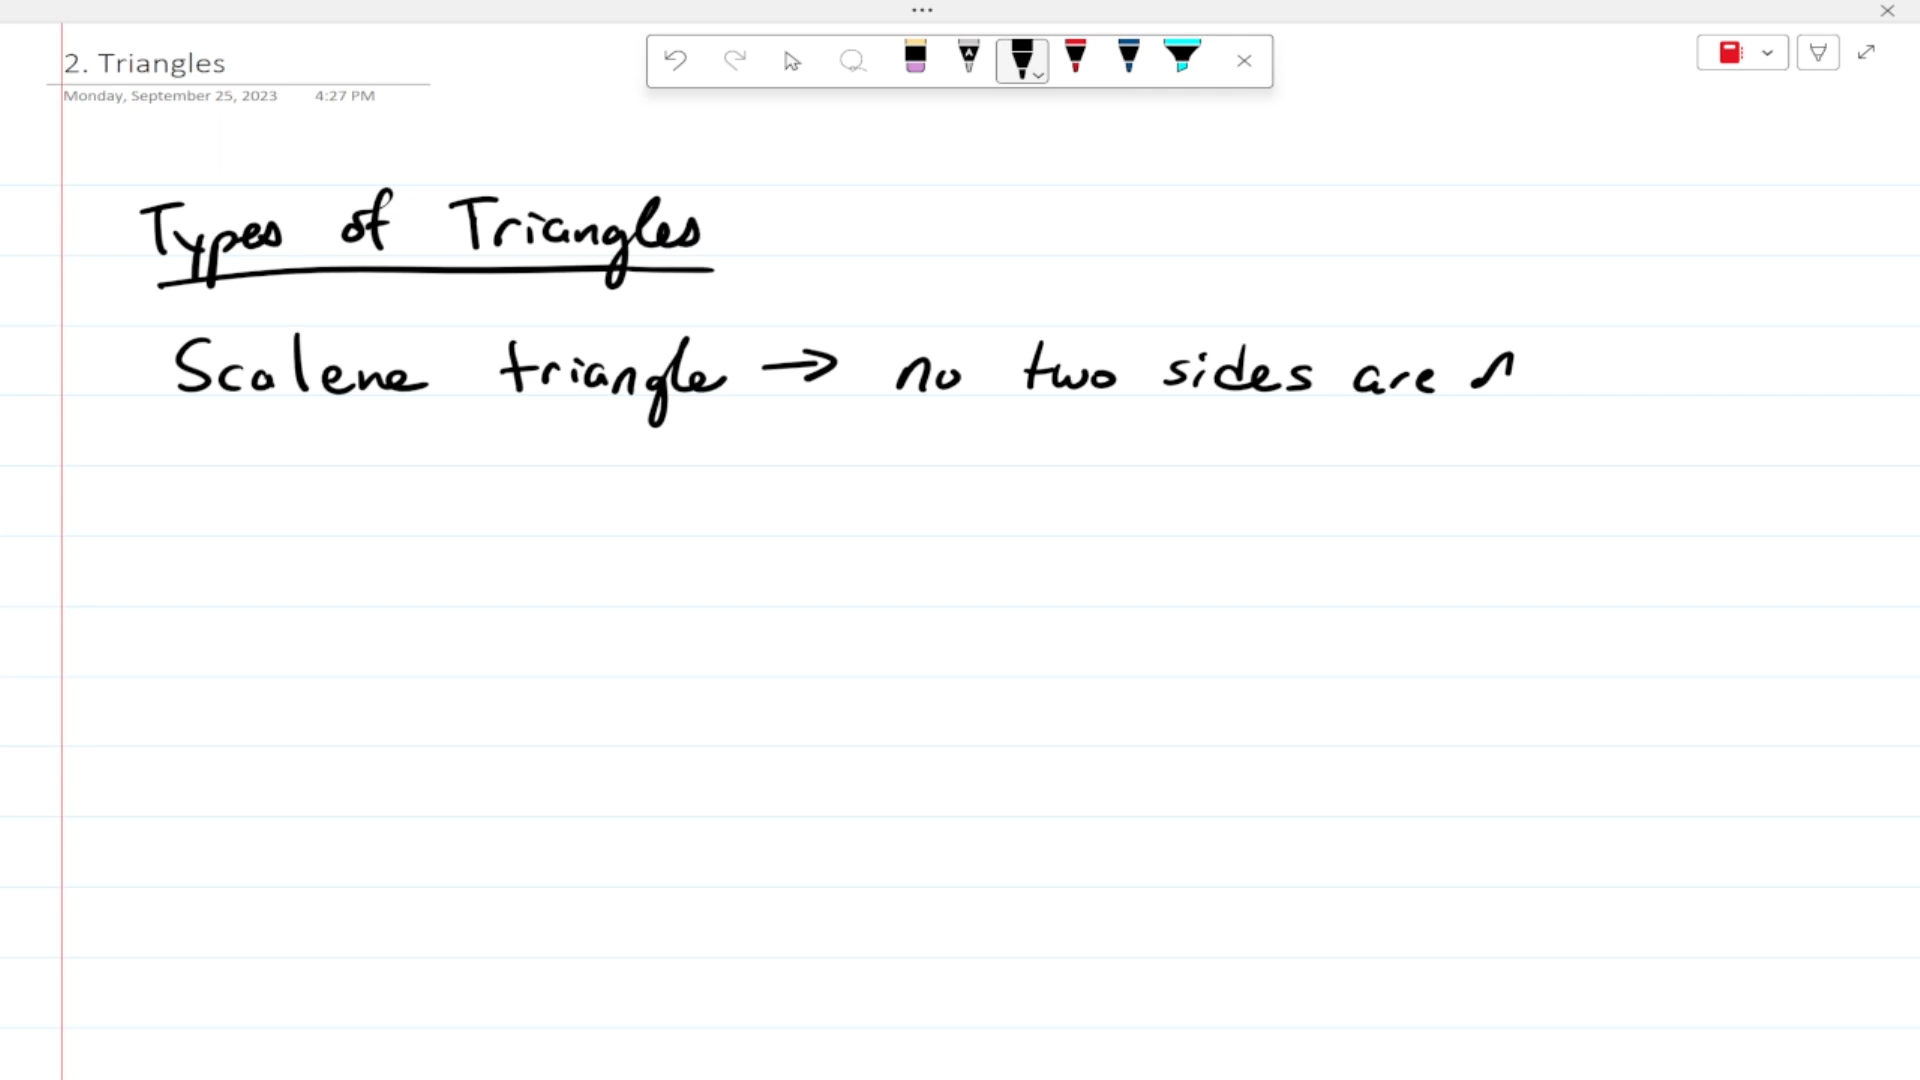 2. Triangles
Monday, September 25, 2023 4:27 PM
Types of Triangles
Scalene triangle → no two sides are